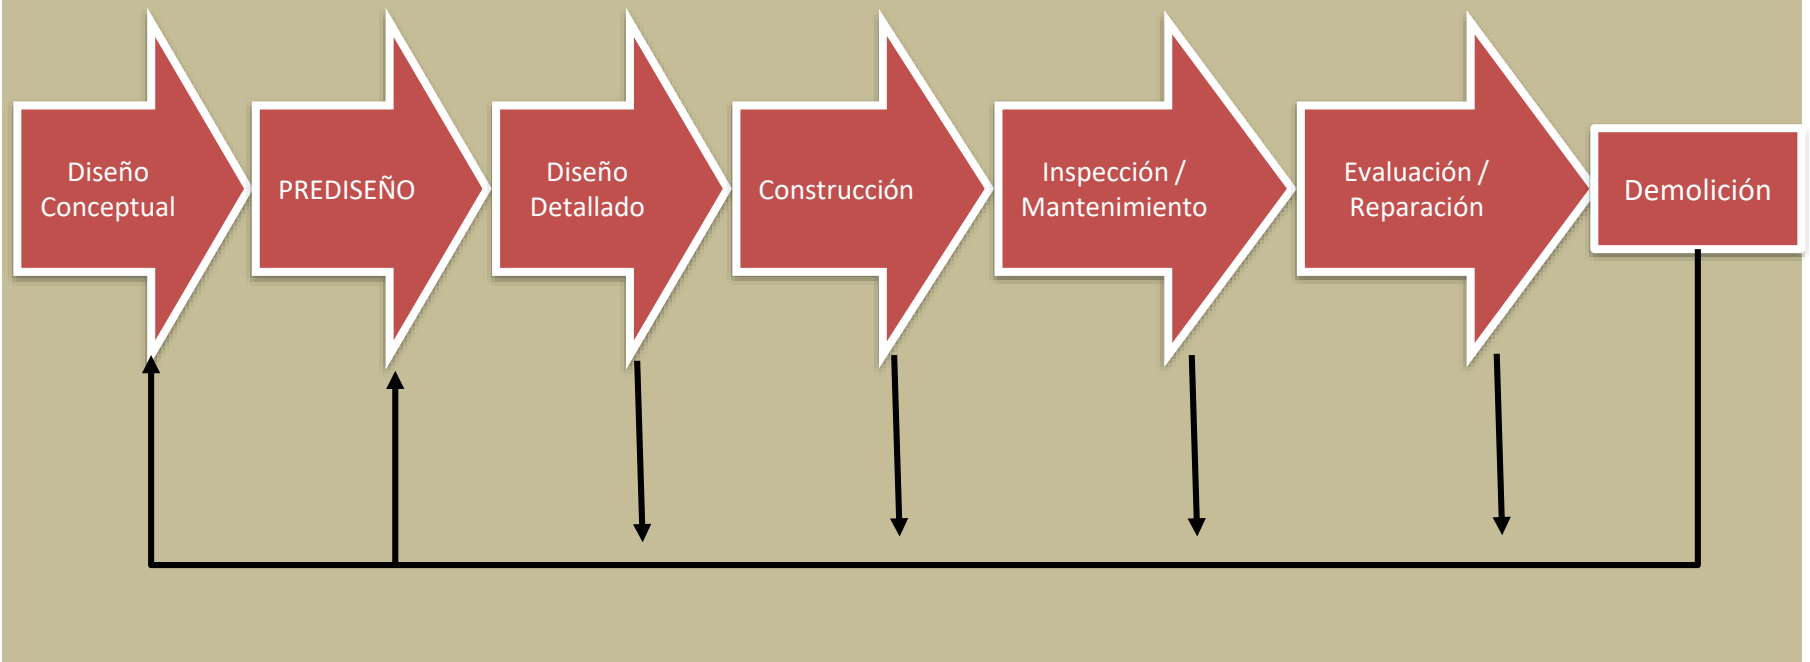 Diseño
Conceptual
PREDISEÑO
Diseño
Detallado
Construcción
Inspección /
Mantenimiento
Evaluación /
Reparación
Demolición